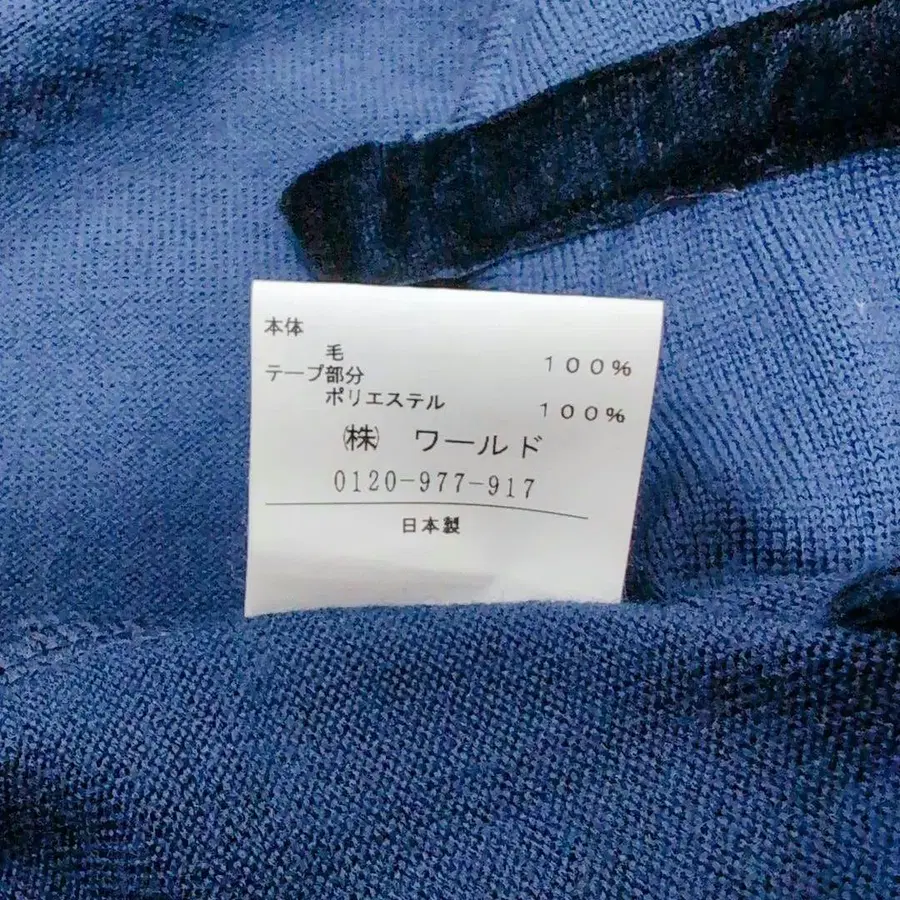 本体
毛 100%
テープ部分
ポリエステル 100%
㈱ ワールド
0120-977-917
日本製